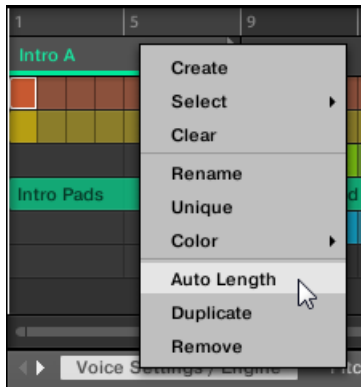 1 5 9
Intro A
Create
Select
Clear
Rename
Intro Pads
Unique
d
Color
Auto Length
Duplicate
Remove
Voice Settings / Engine
Pitc